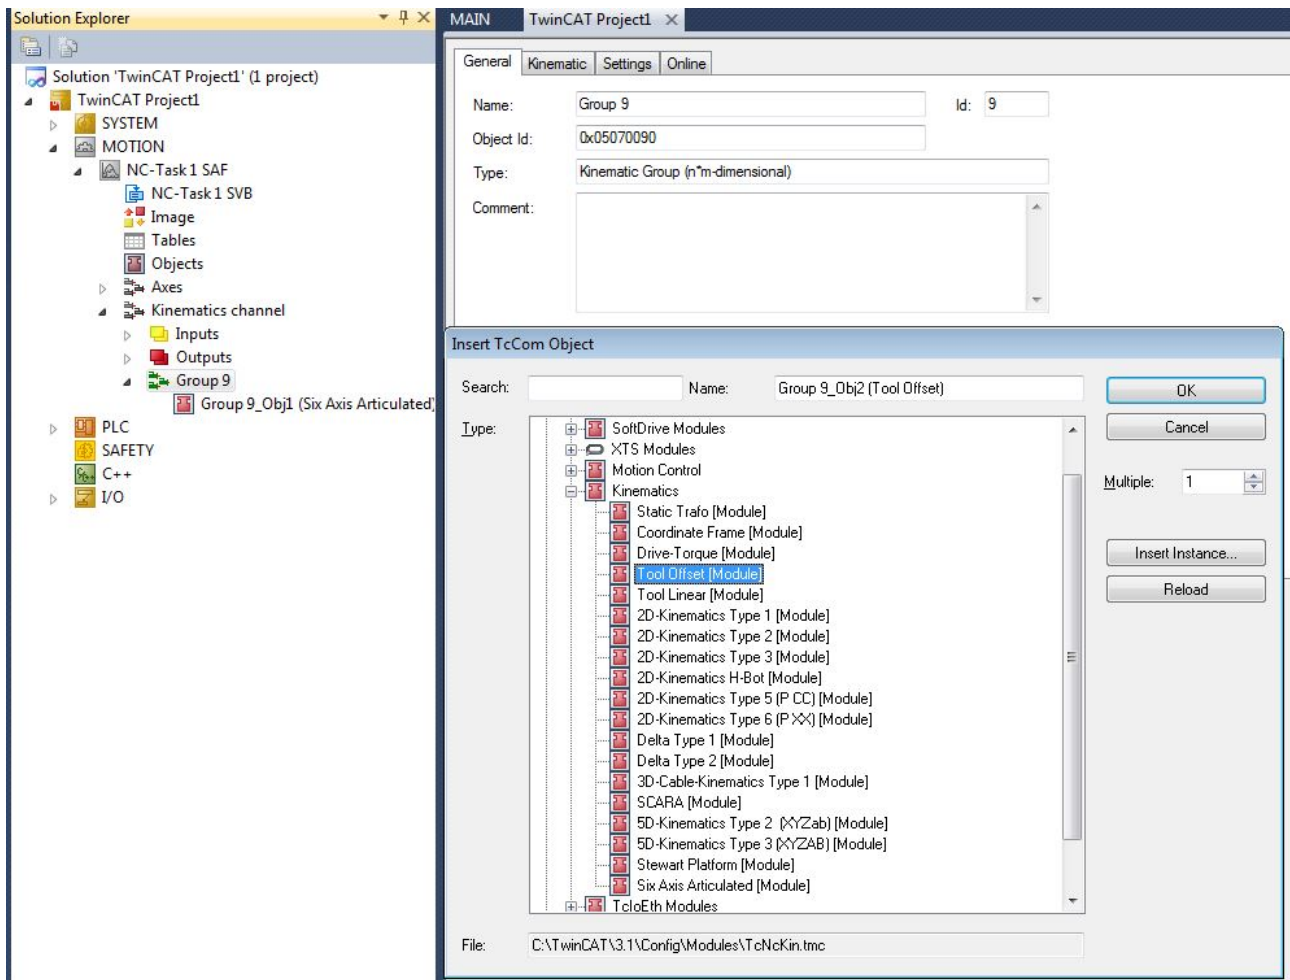 Solution Explorer
Solution 'TwinCAT Project1' (1 project)
TwinCAT Project1
SYSTEM
MOTION
NC-Task 1 SAF
NC-Task 1 SVB
Image
Tables
Objects
Axes
Kinematics channel
Inputs
Outputs
Group 9
Group 9_Obj1 (Six Axis Articulated)
PLC
SAFETY
C++
I/O
MAIN TwinCAT Project1
General Kinematic Settings Online
Name: Group 9 Id: 9
Object Id: 0x05070090
Type: Kinematic Group (n*m-dimensional)
Comment:
Insert TcCom Object
Search: Name: Group 9_Obj2 (Tool Offset) OK
Type: Cancel
Multiple: 1
Insert Instance...
Reload
SoftDrive Modules
XTS Modules
Motion Control
Kinematics
Static Trafo [Module]
Coordinate Frame [Module]
Drive-Torque [Module]
Tool Offset [Module]
Tool Linear [Module]
2D-Kinematics Type 1 [Module]
2D-Kinematics Type 2 [Module]
2D-Kinematics Type 3 [Module]
2D-Kinematics H-Bot [Module]
2D-Kinematics Type 5 (P CC) [Module]
2D-Kinematics Type 6 (P XX) [Module]
Delta Type 1 [Module]
Delta Type 2 [Module]
3D-Cable-Kinematics Type 1 [Module]
SCARA [Module]
5D-Kinematics Type 2 (XYZab) [Module]
5D-Kinematics Type 3 (XYZAB) [Module]
Stewart Platform [Module]
Six Axis Articulated [Module]
TcIoEth Modules
File: C:\TwinCAT\3.1\Config\Modules\TcNcKin.tmc